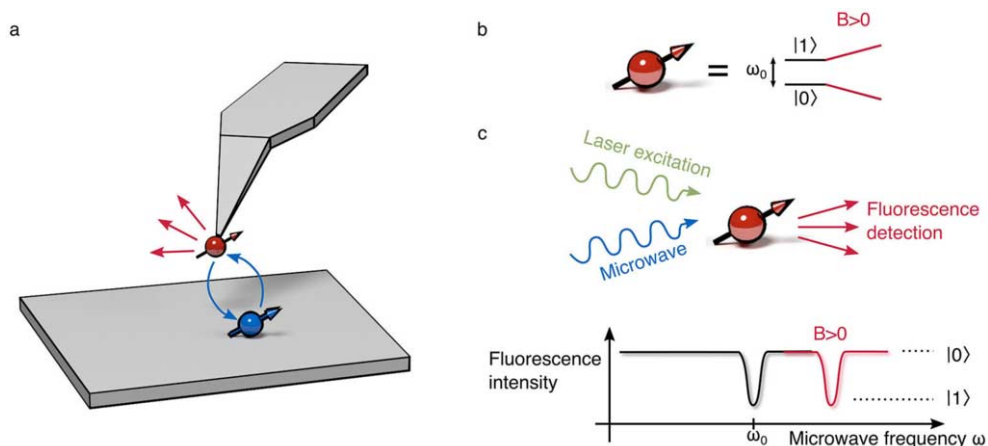 a
b
B>0
|1⟩
ω₀
=
|0⟩
c
Laser excitation
Microwave
Fluorescence
detection
B>0
Fluorescence
intensity
|0⟩
|1⟩
ω₀
Microwave frequency ω